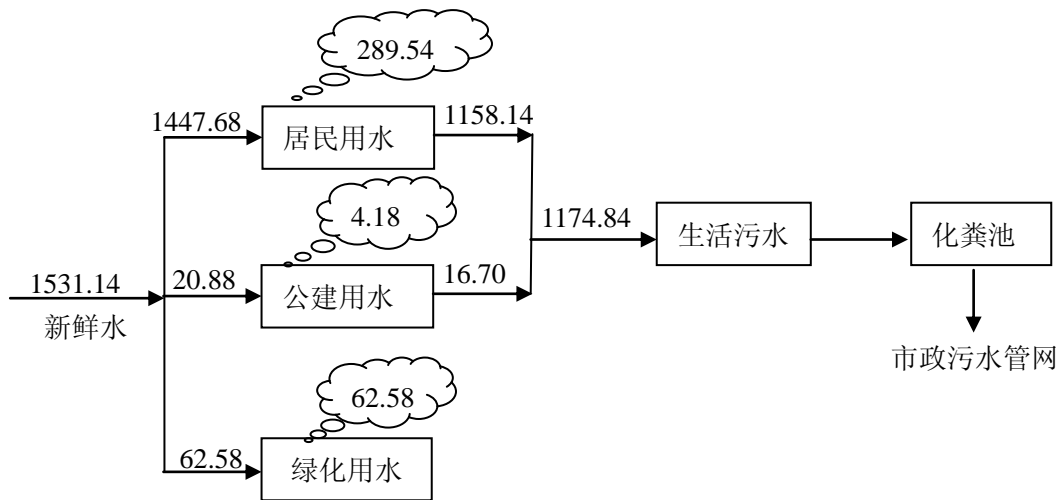 289.54
1447.68
居民用水
1158.14
4.18
1174.84
生活污水
化粪池
1531.14
新鲜水
20.88
公建用水
16.70
市政污水管网
62.58
62.58
绿化用水